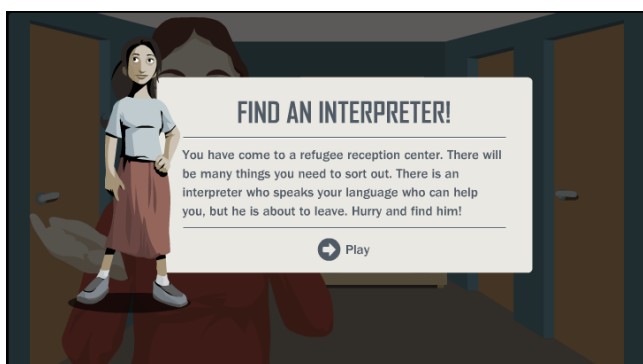 FIND AN INTERPRETER!
You have come to a refugee reception center. There will
be many things you need to sort out. There is an
interpreter who speaks your language who can help
you, but he is about to leave. Hurry and find him!
Play